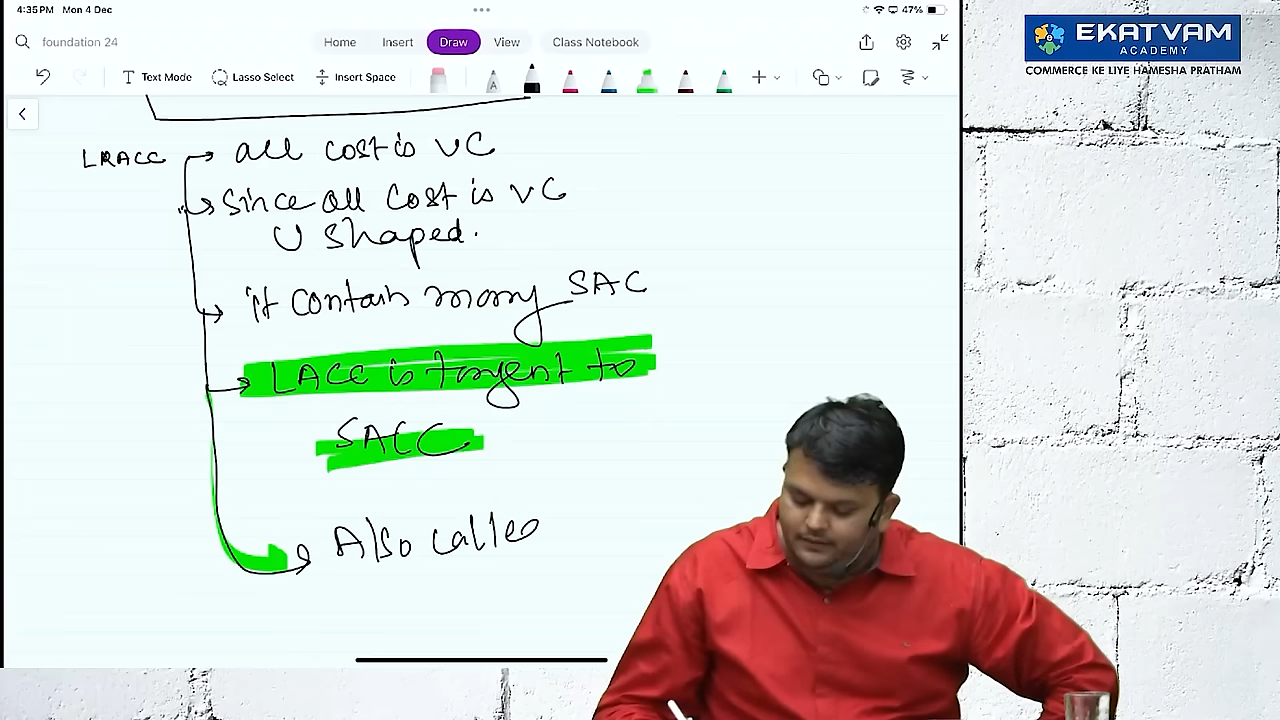 4:35 PM Mon 4 Dec
47%
foundation 24
Home Insert Draw View Class Notebook
Text Mode Lasso Select Insert Space
LRACC → all cost is VC
→ Since all cost is VC
U shaped.
→ it contain many SAC
→ LACC is tangent to
SACC
→ Also called
EKATVAM
ACADEMY
COMMERCE KE LIYE HAMESHA PRATHAM